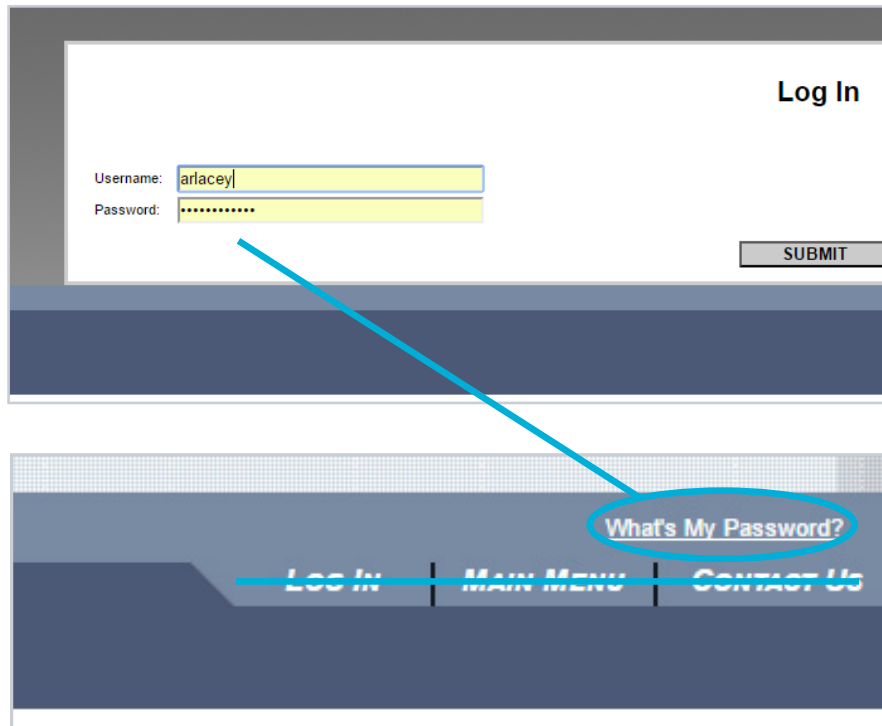 Log In
Username: arlacey
Password: ••••••••••••
SUBMIT
What's My Password?
LOG IN MAIN MENU CONTACT US